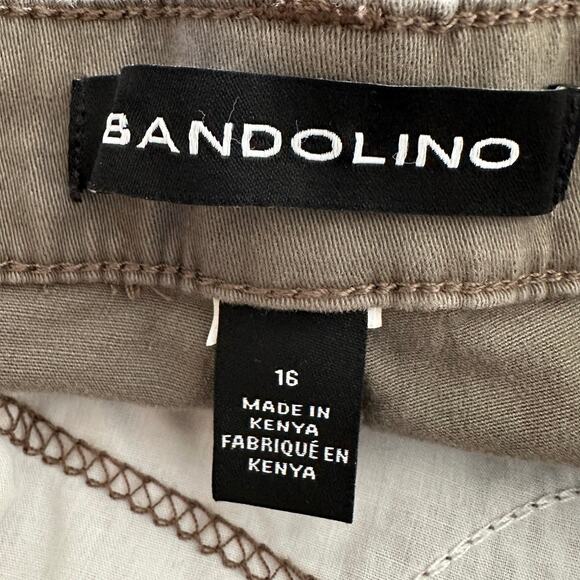 BANDOLINO
16
MADE IN
KENYA
FABRIQUÉ EN
KENYA